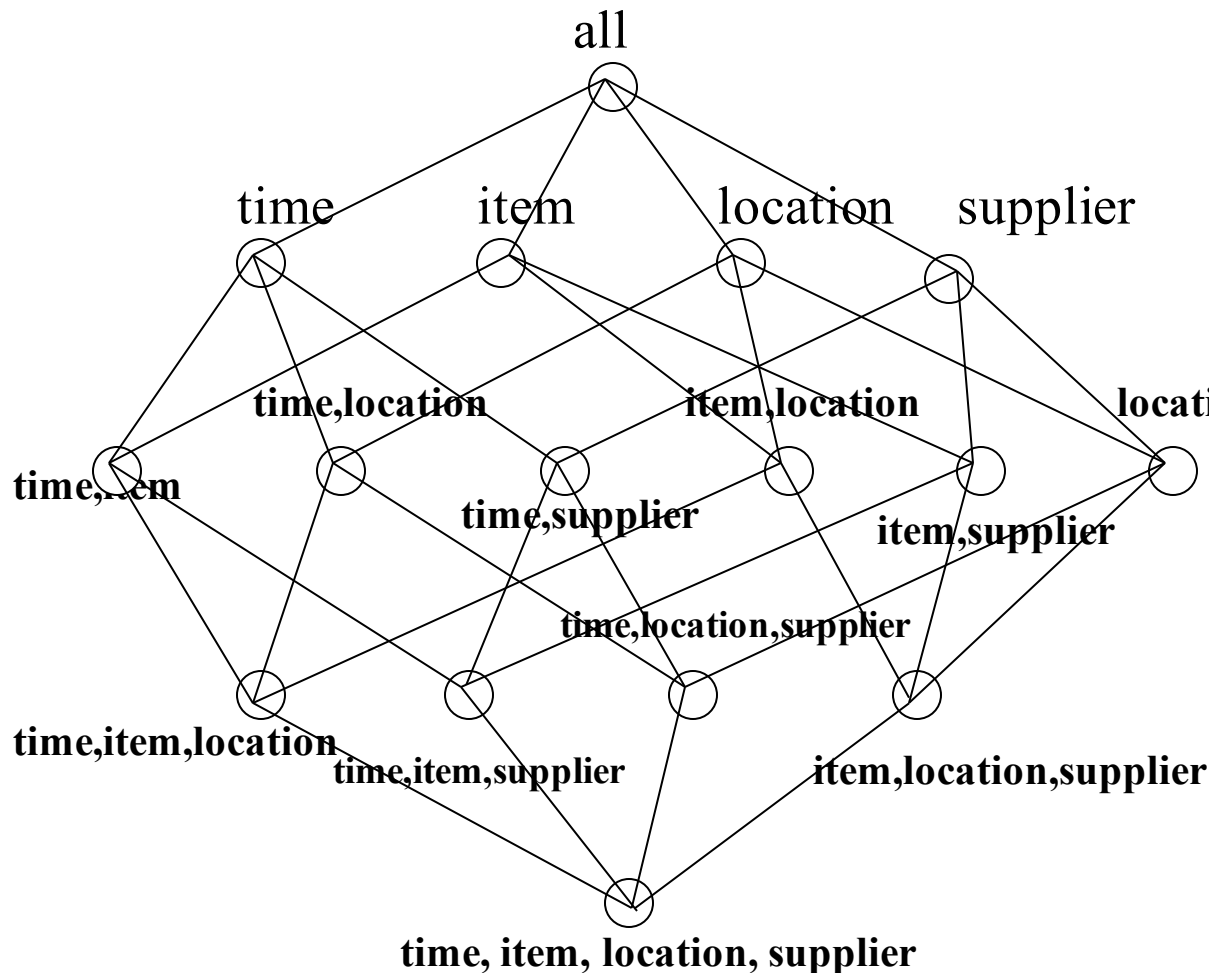 all
time
item
location
supplier
time,location
item,location
locati
time,item
time,supplier
item,supplier
time,location,supplier
time,item,location
time,item,supplier
item,location,supplier
time, item, location, supplier